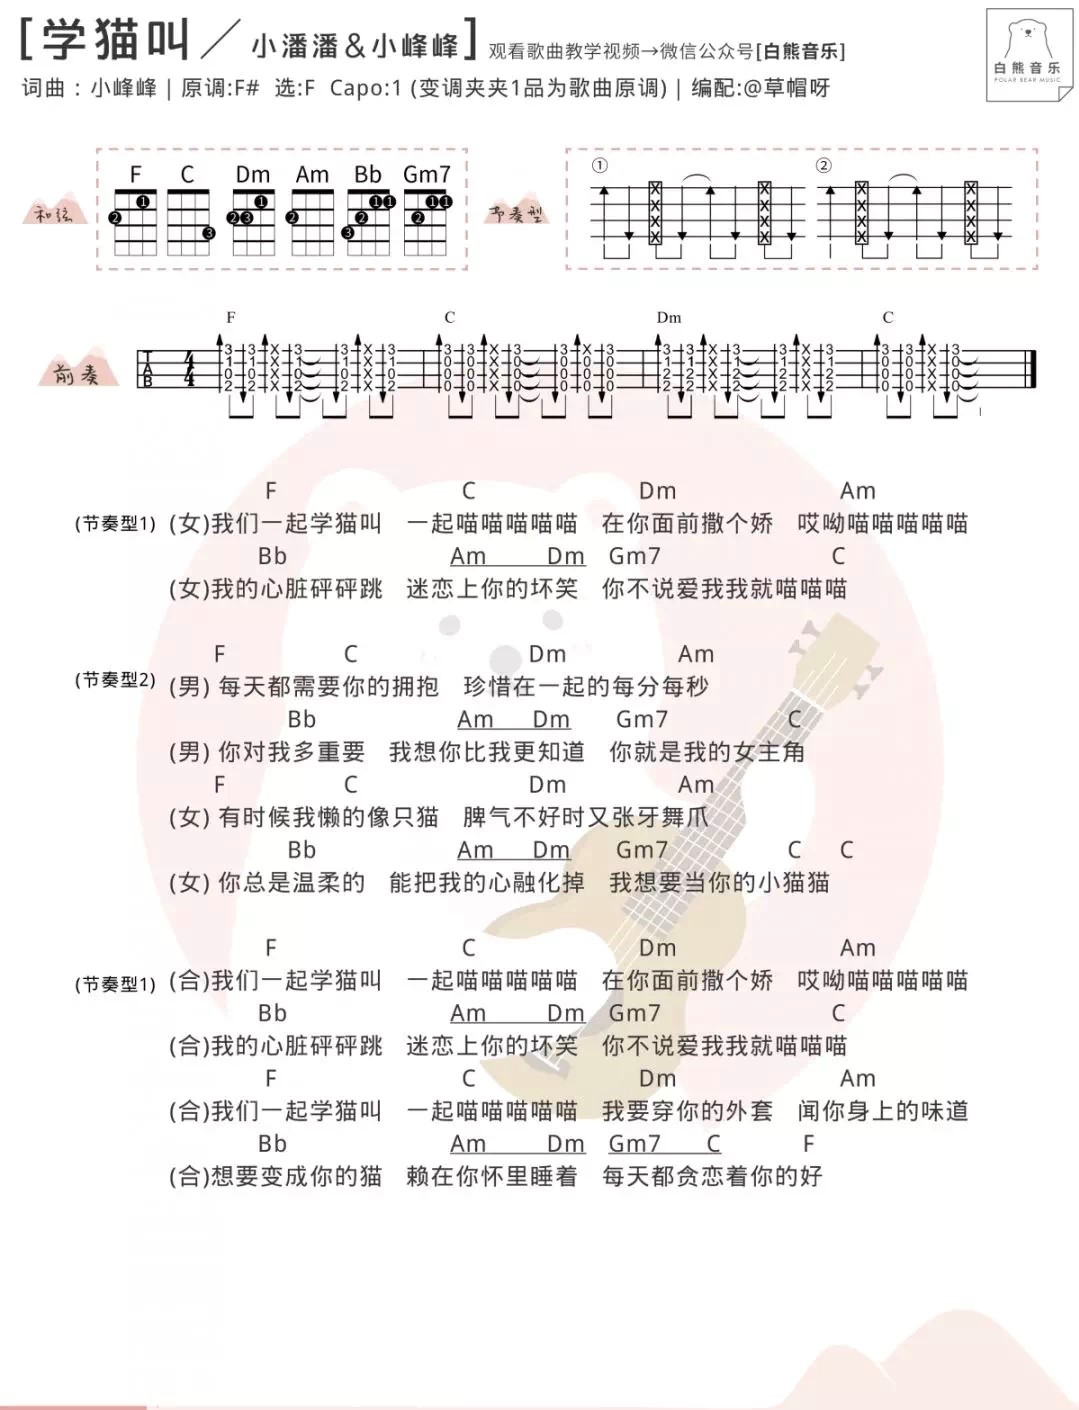 [学猫叫／小潘潘&小峰峰] 观看歌曲教学视频→微信公众号[白熊音乐]
白熊音乐
POLAR BEAR MUSIC
词曲：小峰峰 | 原调:F# 选:F Capo:1 (变调夹夹1品为歌曲原调) | 编配:@草帽呀
和弦
F C Dm Am Bb Gm7
节奏型
① ②
前奏
F C Dm C
F C Dm Am
(节奏型1) (女)我们一起学猫叫 一起喵喵喵喵喵 在你面前撒个娇 哎呦喵喵喵喵喵
Bb Am Dm Gm7 C
(女)我的心脏砰砰跳 迷恋上你的坏笑 你不说爱我我就喵喵喵
F C Dm Am
(节奏型2) (男) 每天都需要你的拥抱 珍惜在一起的每分每秒
Bb Am Dm Gm7 C
(男) 你对我多重要 我想你比我更知道 你就是我的女主角
F C Dm Am
(女) 有时候我懒的像只猫 脾气不好时又张牙舞爪
Bb Am Dm Gm7 C C
(女) 你总是温柔的 能把我的心融化掉 我想要当你的小猫猫
F C Dm Am
(节奏型1) (合)我们一起学猫叫 一起喵喵喵喵喵 在你面前撒个娇 哎呦喵喵喵喵喵
Bb Am Dm Gm7 C
(合)我的心脏砰砰跳 迷恋上你的坏笑 你不说爱我我就喵喵喵
F C Dm Am
(合)我们一起学猫叫 一起喵喵喵喵喵 我要穿你的外套 闻你身上的味道
Bb Am Dm Gm7 C F
(合)想要变成你的猫 赖在你怀里睡着 每天都贪恋着你的好